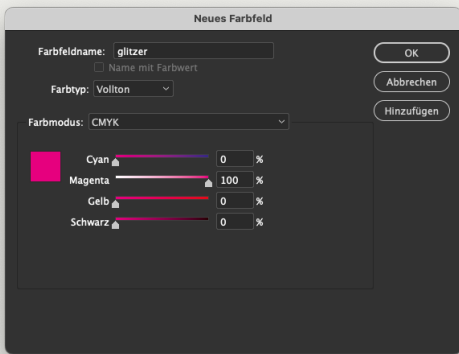 Neues Farbfeld
Farbfeldname: glitzer
OK
Name mit Farbwert
Abbrechen
Farbtyp: Vollton
Hinzufügen
Farbmodus: CMYK
Cyan 0 %
Magenta 100 %
Gelb 0 %
Schwarz 0 %